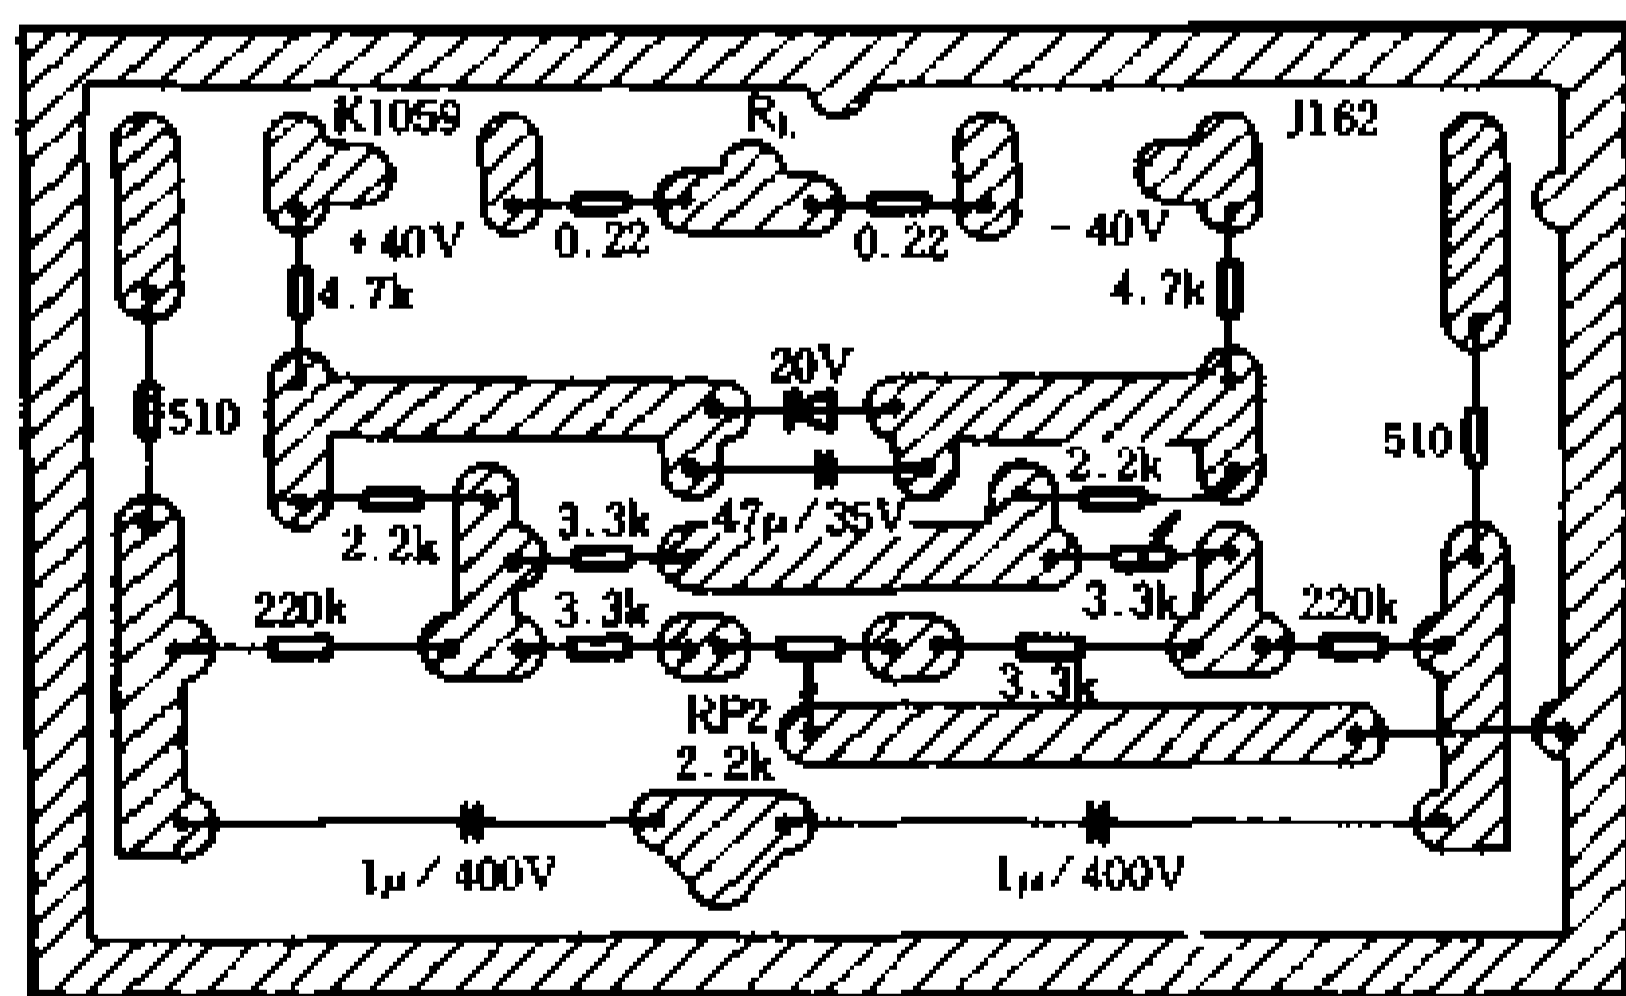 K1059
RL
J162
+40V
0.22
0.22
-40V
4.7k
4.7k
20V
510
510
2.2k
47μ/35V
2.2k
3.3k
3.3k
220k
3.3k
220k
3.3k
RP2
2.2k
1μ/400V
1μ/400V